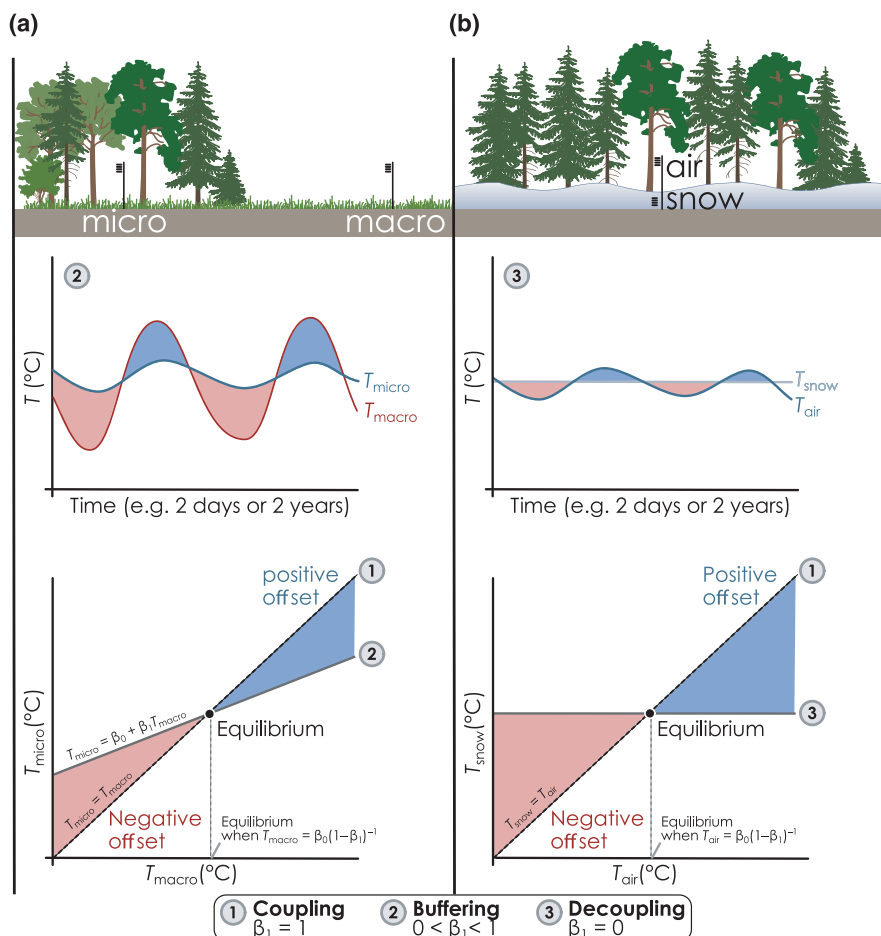 (a)
micro
macro
2
T (°C)
T_micro
T_macro
Time (e.g. 2 days or 2 years)
positive
offset
1
2
T_micro(°C)
T_micro = β₀ + β₁T_macro
T_micro = T_macro
Equilibrium
Negative
offset
Equilibrium
when T_macro = β₀(1–β₁)⁻¹
T_macro(°C)
(b)
air
snow
3
T (°C)
T_snow
T_air
Time (e.g. 2 days or 2 years)
Positive
offset
1
3
T_snow(°C)
T_snow = T_air
Equilibrium
Negative
offset
Equilibrium
when T_air = β₀(1–β₁)⁻¹
T_air(°C)
1 Coupling
β₁ = 1
2 Buffering
0 < β₁ < 1
3 Decoupling
β₁ = 0